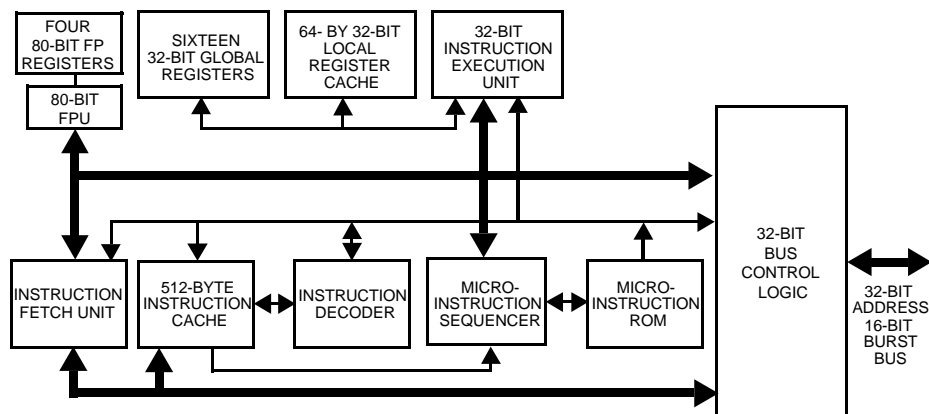 FOUR
80-BIT FP
REGISTERS
80-BIT
FPU
SIXTEEN
32-BIT GLOBAL
REGISTERS
64- BY 32-BIT
LOCAL
REGISTER
CACHE
32-BIT
INSTRUCTION
EXECUTION
UNIT
INSTRUCTION
FETCH UNIT
512-BYTE
INSTRUCTION
CACHE
INSTRUCTION
DECODER
MICRO-
INSTRUCTION
SEQUENCER
MICRO-
INSTRUCTION
ROM
32-BIT
BUS
CONTROL
LOGIC
32-BIT
ADDRESS
16-BIT
BURST
BUS